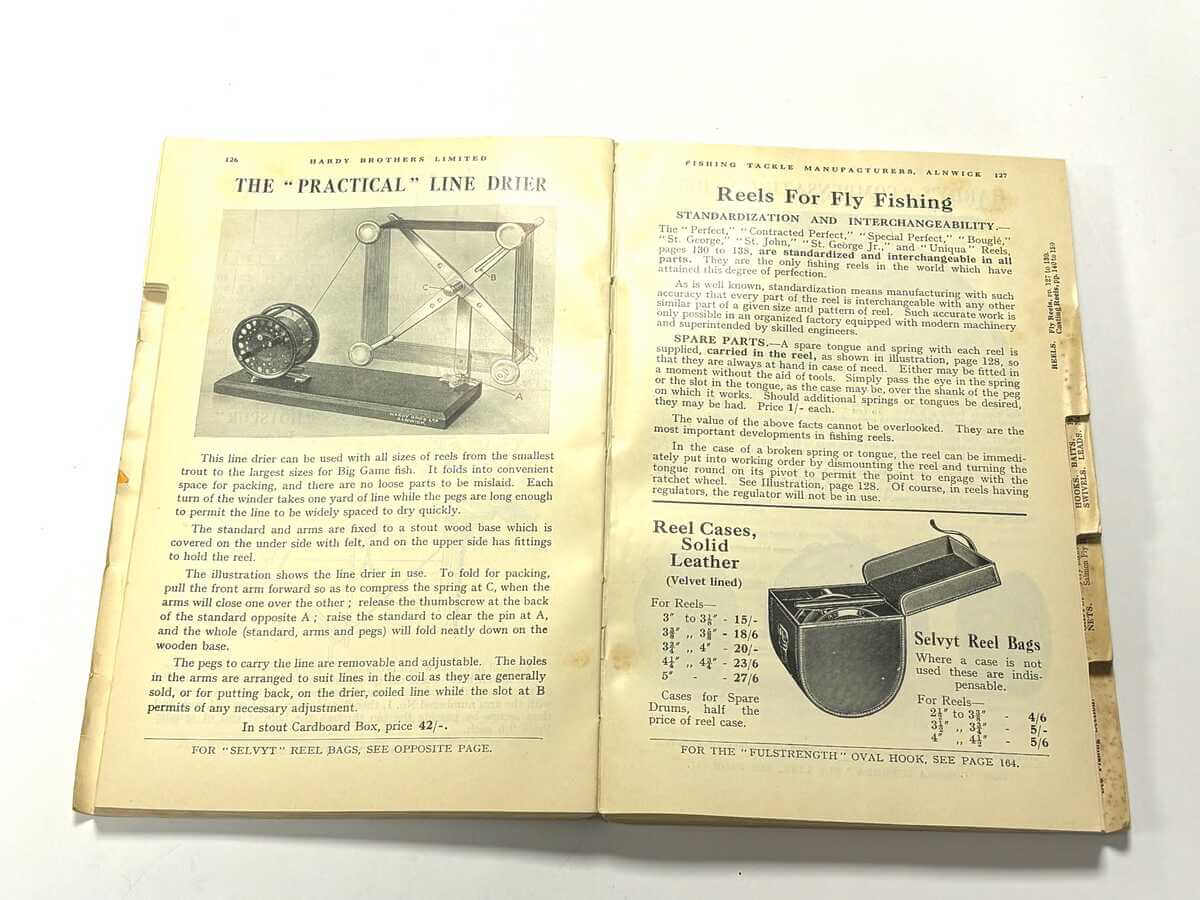 126
HARDY BROTHERS LIMITED
THE "PRACTICAL" LINE DRIER
B
C
A
HARDY BROS LTD
ALNWICK
This line drier can be used with all sizes of reels from the smallest
trout to the largest sizes for Big Game fish. It folds into convenient
space for packing, and there are no loose parts to be mislaid. Each
turn of the winder takes one yard of line while the pegs are long enough
to permit the line to be widely spaced to dry quickly.
The standard and arms are fixed to a stout wood base which is
covered on the under side with felt, and on the upper side has fittings
to hold the reel.
The illustration shows the line drier in use. To fold for packing,
pull the front arm forward so as to compress the spring at C, when the
arms will close one over the other ; release the thumbscrew at the back
of the standard opposite A ; raise the standard to clear the pin at A,
and the whole (standard, arms and pegs) will fold neatly down on the
wooden base.
The pegs to carry the line are removable and adjustable. The holes
in the arms are arranged to suit lines in the coil as they are generally
sold, or for putting back, on the drier, coiled line while the slot at B
permits of any necessary adjustment.
In stout Cardboard Box, price 42/-.
FOR "SELVYT" REEL BAGS, SEE OPPOSITE PAGE.
FISHING TACKLE MANUFACTURERS, ALNWICK 127
Reels For Fly Fishing
STANDARDIZATION AND INTERCHANGEABILITY.—
The "Perfect," "Contracted Perfect," "Special Perfect," "Bouglé,"
"St. George," "St. John," "St. George Jr.," and "Uniqua" Reels,
pages 130 to 138, are standardized and interchangeable in all
parts. They are the only fishing reels in the world which have
attained this degree of perfection.
As is well known, standardization means manufacturing with such
accuracy that every part of the reel is interchangeable with any other
similar part of a given size and pattern of reel. Such accurate work is
only possible in an organized factory equipped with modern machinery
and superintended by skilled engineers.
SPARE PARTS.—A spare tongue and spring with each reel is
supplied, carried in the reel, as shown in illustration, page 128, so
that they are always at hand in case of need. Either may be fitted in
a moment without the aid of tools. Simply pass the eye in the spring
or the slot in the tongue, as the case may be, over the shank of the peg
on which it works. Should additional springs or tongues be desired,
they may be had. Price 1/- each.
The value of the above facts cannot be overlooked. They are the
most important developments in fishing reels.
In the case of a broken spring or tongue, the reel can be immedi-
ately put into working order by dismounting the reel and turning the
tongue round on its pivot to permit the point to engage with the
ratchet wheel. See Illustration, page 128. Of course, in reels having
regulators, the regulator will not be in use.
Reel Cases,
Solid
Leather
(Velvet lined)
For Reels—
3" to 3½" - 15/-
3⅜" ,, 3⅝" - 18/6
3¾" ,, 4" - 20/-
4¼" ,, 4¾" - 23/6
5" - - 27/6
Cases for Spare
Drums, half the
price of reel case.
Selvyt Reel Bags
Where a case is not
used these are indis-
pensable.
For Reels—
2⅛" to 3⅜" - 4/6
3½" ,, 3¾" - 5/-
4" ,, 4½" - 5/6
FOR THE "FULSTRENGTH" OVAL HOOK, SEE PAGE 164.
REELS. Fly Reels, pp. 127 to 139.
Casting Reels, pp. 140 to 159
HOOKS. BAITS.
SWIVELS. LEADS.
NETS.